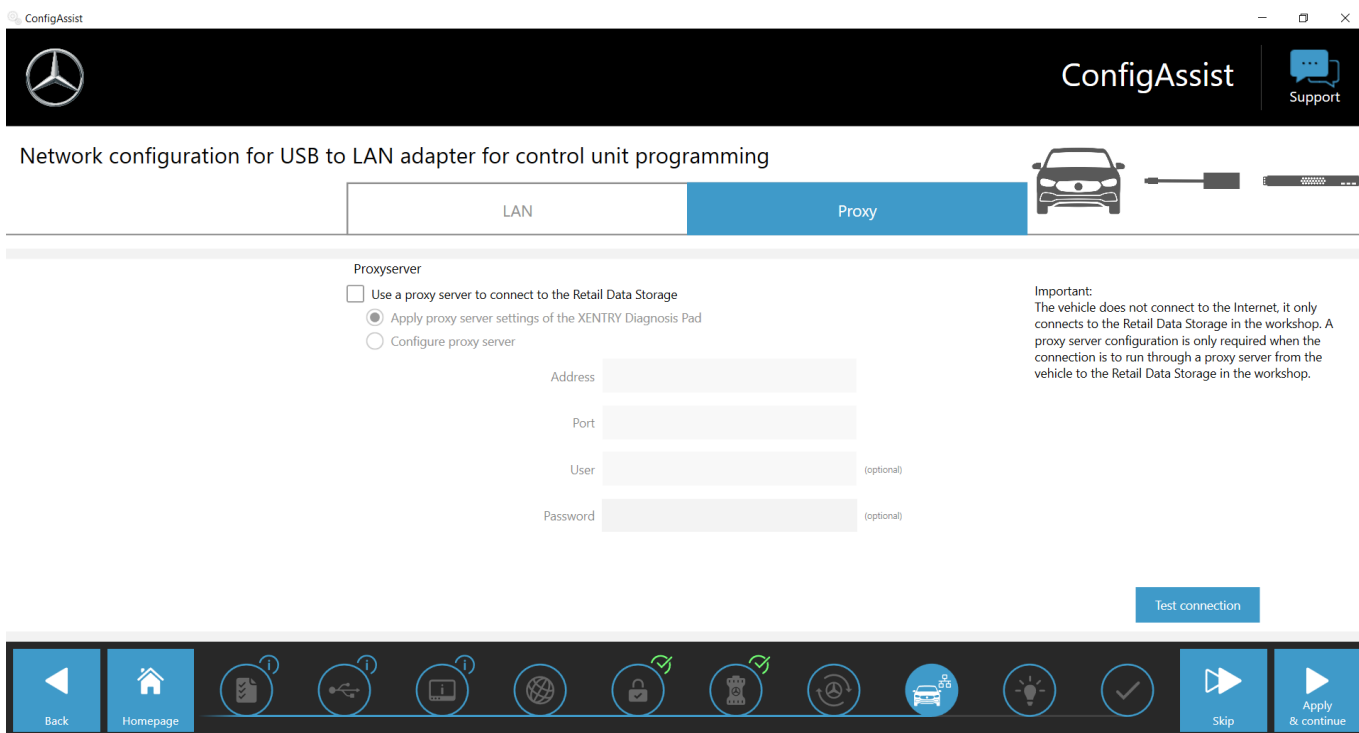 ConfigAssist
ConfigAssist
Support
Network configuration for USB to LAN adapter for control unit programming
LAN
Proxy
Proxyserver
Use a proxy server to connect to the Retail Data Storage
Apply proxy server settings of the XENTRY Diagnosis Pad
Configure proxy server
Address
Port
User
(optional)
Password
(optional)
Important:
The vehicle does not connect to the Internet, it only
connects to the Retail Data Storage in the workshop. A
proxy server configuration is only required when the
connection is to run through a proxy server from the
vehicle to the Retail Data Storage in the workshop.
Test connection
Back
Homepage
Skip
Apply
& continue